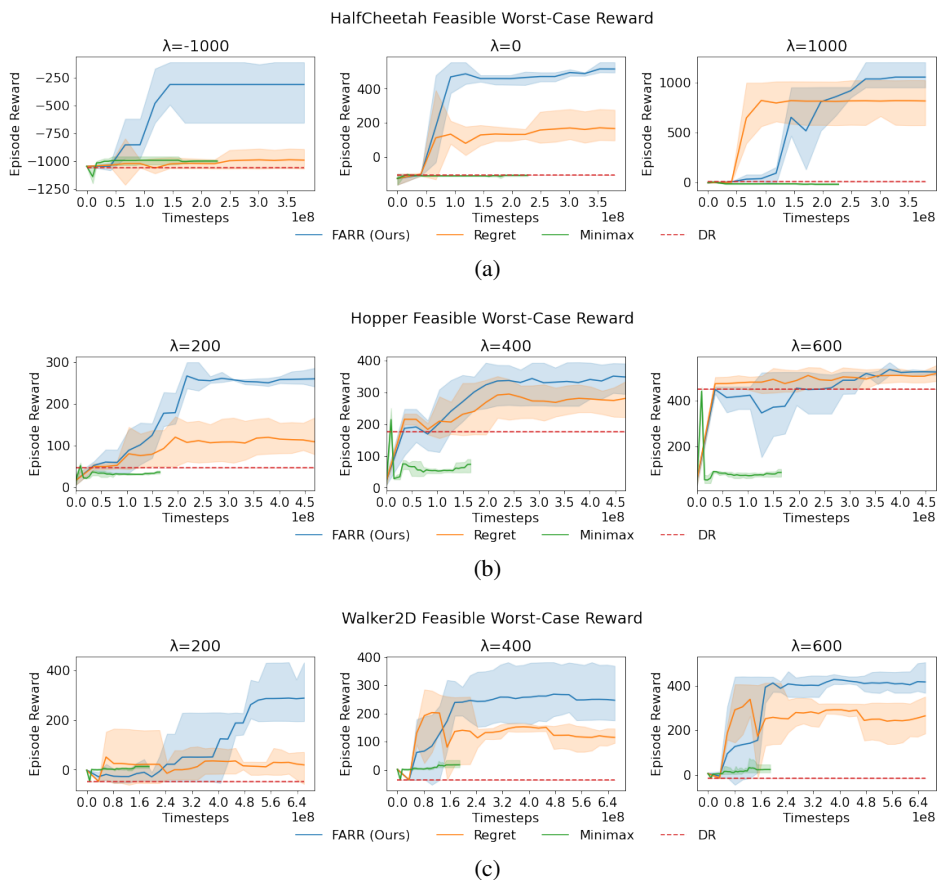 HalfCheetah Feasible Worst-Case Reward
λ=-1000 λ=0 λ=1000
Episode Reward
−250
−500
−750
−1000
−1250
0.0 0.5 1.0 1.5 2.0 2.5 3.0 3.5
Timesteps 1e8
Episode Reward
400
200
0
0.0 0.5 1.0 1.5 2.0 2.5 3.0 3.5
Timesteps 1e8
Episode Reward
1000
500
0
0.0 0.5 1.0 1.5 2.0 2.5 3.0 3.5
Timesteps 1e8
FARR (Ours) Regret Minimax DR
(a)
Hopper Feasible Worst-Case Reward
λ=200 λ=400 λ=600
Episode Reward
300
200
100
0
0.0 0.5 1.0 1.5 2.0 2.5 3.0 3.5 4.0 4.5
Timesteps 1e8
Episode Reward
400
300
200
100
0
0.0 0.5 1.0 1.5 2.0 2.5 3.0 3.5 4.0 4.5
Timesteps 1e8
Episode Reward
400
200
0.0 0.5 1.0 1.5 2.0 2.5 3.0 3.5 4.0 4.5
Timesteps 1e8
FARR (Ours) Regret Minimax DR
(b)
Walker2D Feasible Worst-Case Reward
λ=200 λ=400 λ=600
Episode Reward
400
200
0
0.0 0.8 1.6 2.4 3.2 4.0 4.8 5.6 6.4
Timesteps 1e8
Episode Reward
400
300
200
100
0
0.0 0.8 1.6 2.4 3.2 4.0 4.8 5.6 6.4
Timesteps 1e8
Episode Reward
400
200
0
0.0 0.8 1.6 2.4 3.2 4.0 4.8 5.6 6.4
Timesteps 1e8
FARR (Ours) Regret Minimax DR
(c)